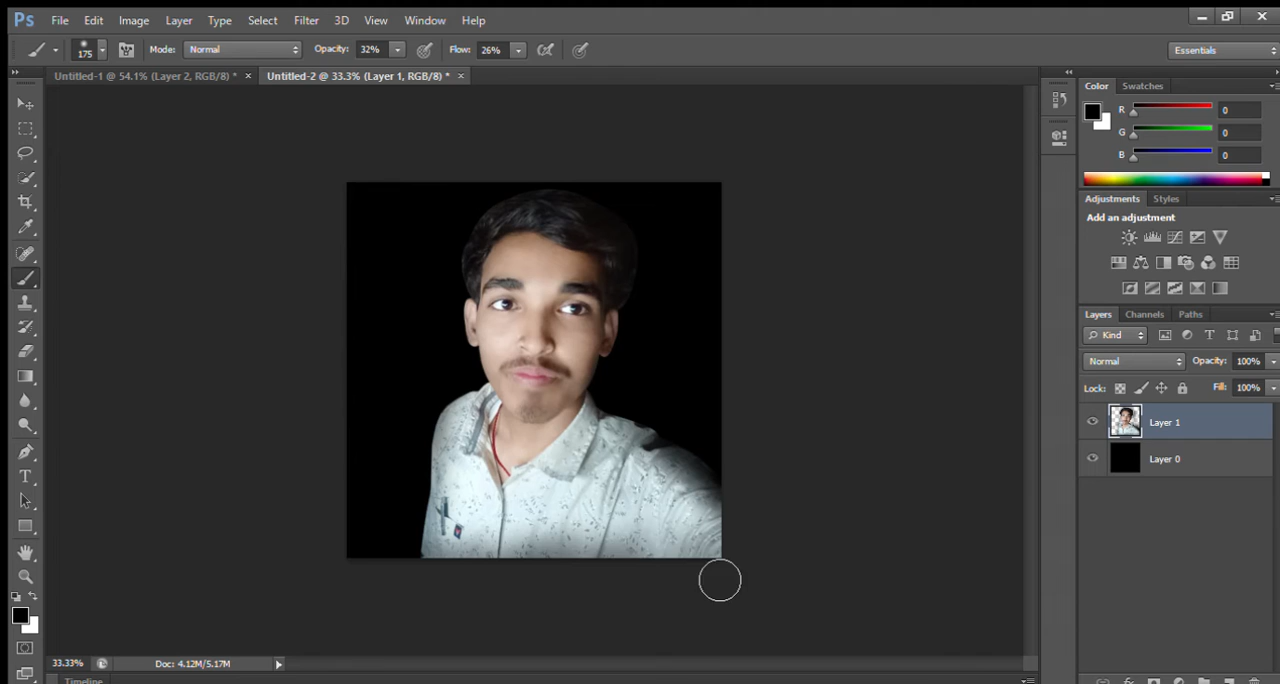 Ps File Edit Image Layer Type Select Filter 3D View Window Help
175 Mode: Normal Opacity: 32% Flow: 26% Essentials
Untitled-1 @ 54.1% (Layer 2, RGB/8) * × Untitled-2 @ 33.3% (Layer 1, RGB/8) * ×
Color Swatches
R 0
G 0
B 0
Adjustments Styles
Add an adjustment
Layers Channels Paths
Kind
Normal Opacity: 100%
Lock: Fill: 100%
Layer 1
Layer 0
33.33% Doc: 4.12M/5.17M
Timeline